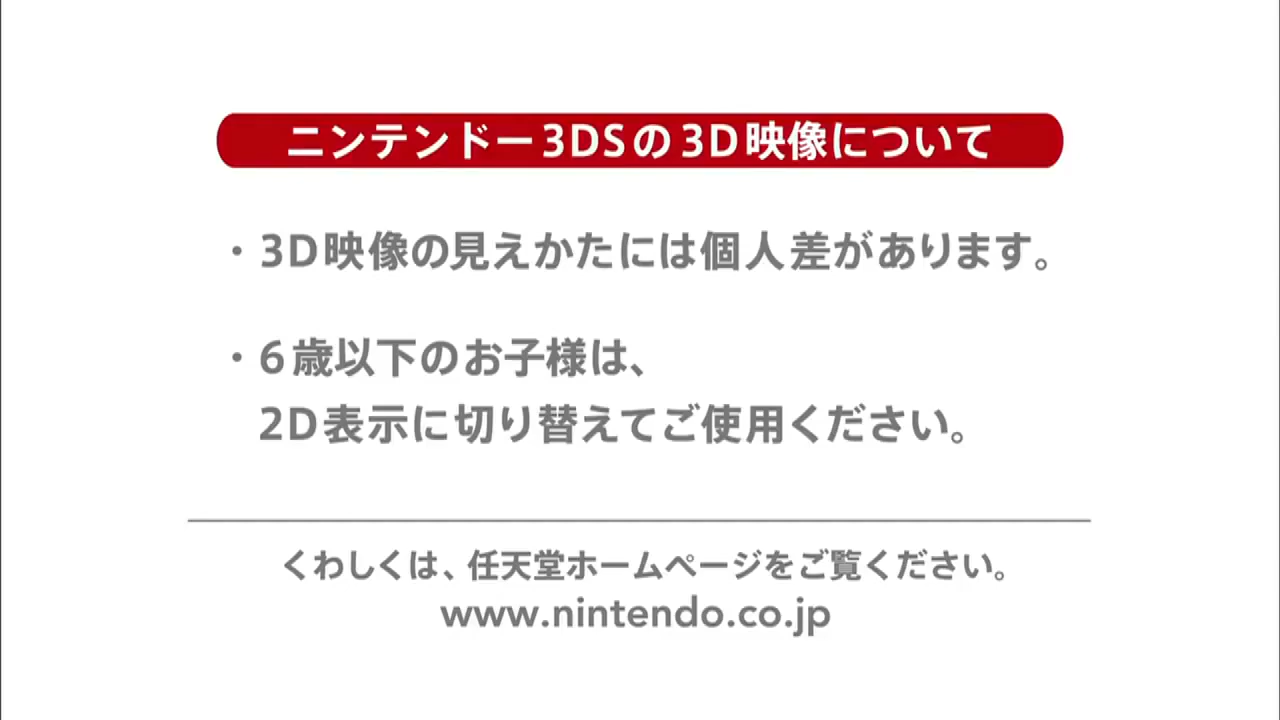 ニンテンドー3DSの3D映像について
・3D映像の見えかたには個人差があります。
・6歳以下のお子様は、
2D表示に切り替えてご使用ください。
くわしくは、任天堂ホームページをご覧ください。
www.nintendo.co.jp